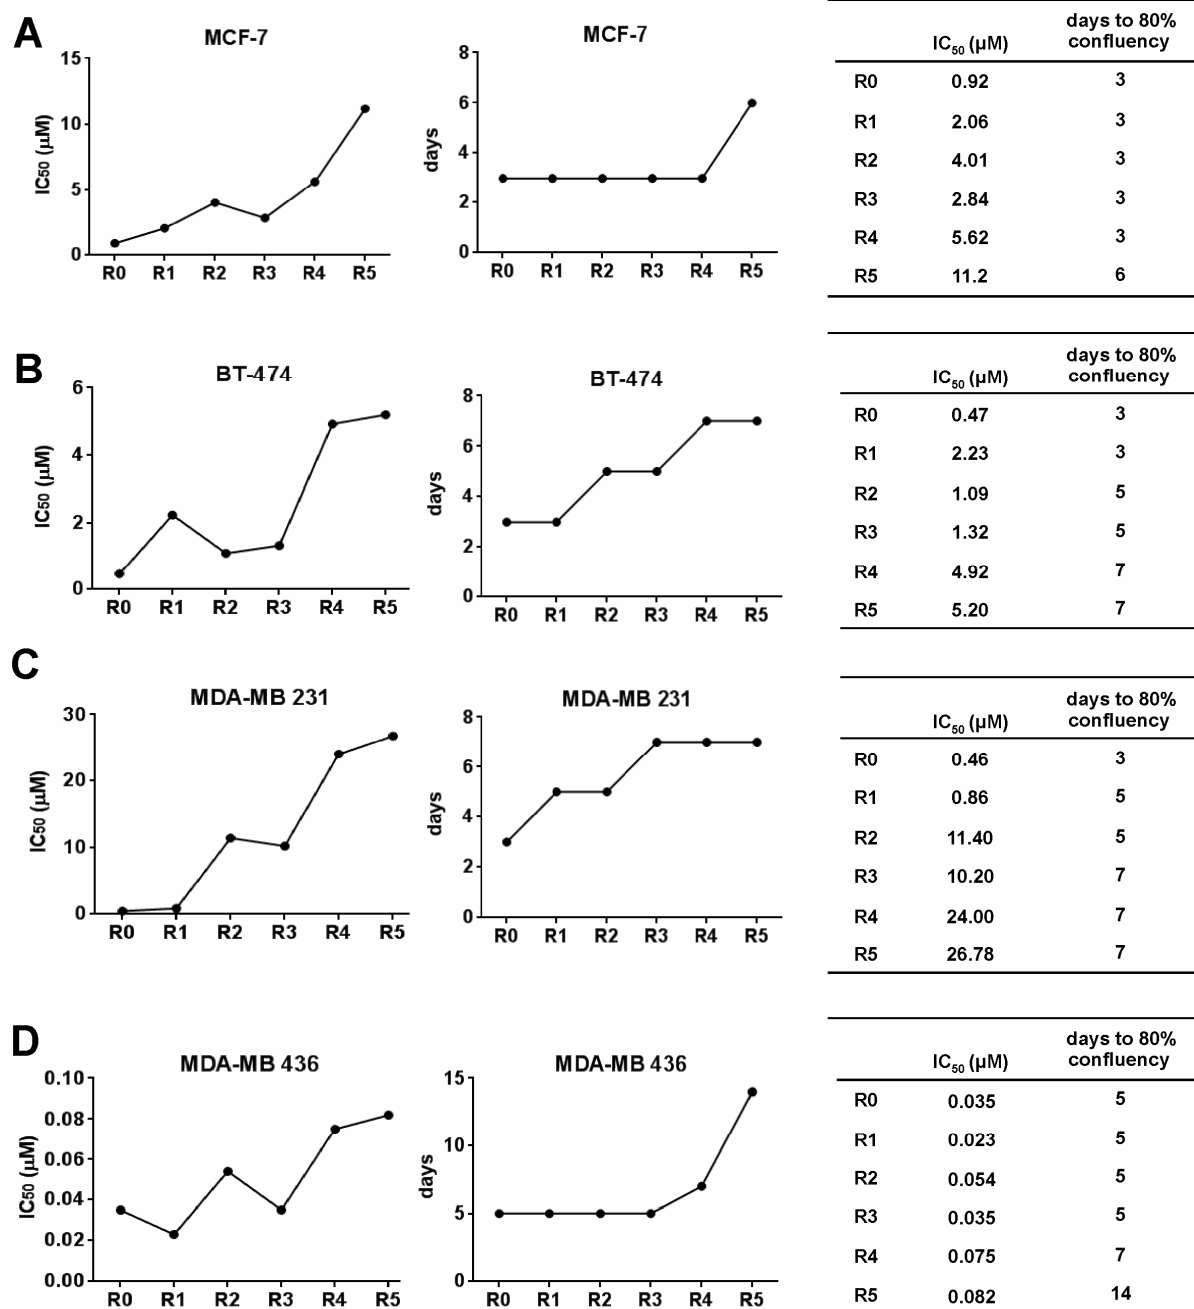 A
MCF-7
15
10
5
0
IC50 (µM)
R0 R1 R2 R3 R4 R5
MCF-7
8
6
4
2
0
days
R0 R1 R2 R3 R4 R5
IC50 (µM) days to 80% confluency
R0 0.92 3
R1 2.06 3
R2 4.01 3
R3 2.84 3
R4 5.62 3
R5 11.2 6
B
BT-474
6
4
2
0
IC50 (µM)
R0 R1 R2 R3 R4 R5
BT-474
8
6
4
2
0
days
R0 R1 R2 R3 R4 R5
IC50 (µM) days to 80% confluency
R0 0.47 3
R1 2.23 3
R2 1.09 5
R3 1.32 5
R4 4.92 7
R5 5.20 7
C
MDA-MB 231
30
20
10
0
IC50 (µM)
R0 R1 R2 R3 R4 R5
MDA-MB 231
8
6
4
2
0
days
R0 R1 R2 R3 R4 R5
IC50 (µM) days to 80% confluency
R0 0.46 3
R1 0.86 5
R2 11.40 5
R3 10.20 7
R4 24.00 7
R5 26.78 7
D
MDA-MB 436
0.10
0.08
0.06
0.04
0.02
0.00
IC50 (µM)
R0 R1 R2 R3 R4 R5
MDA-MB 436
15
10
5
0
days
R0 R1 R2 R3 R4 R5
IC50 (µM) days to 80% confluency
R0 0.035 5
R1 0.023 5
R2 0.054 5
R3 0.035 5
R4 0.075 7
R5 0.082 14